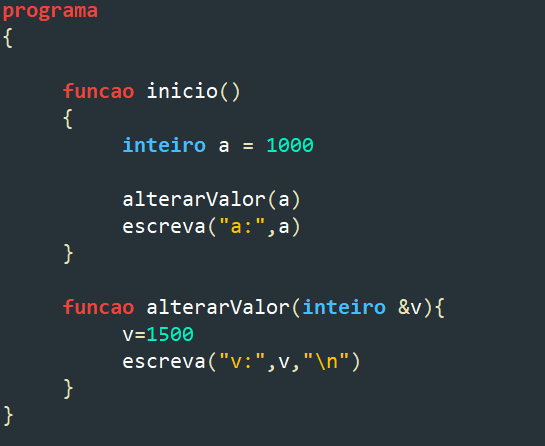 programa
{
funcao inicio()
{
inteiro a = 1000
alterarValor(a)
escreva("a:",a)
}
funcao alterarValor(inteiro &v){
v=1500
escreva("v:",v,"\n")
}
}